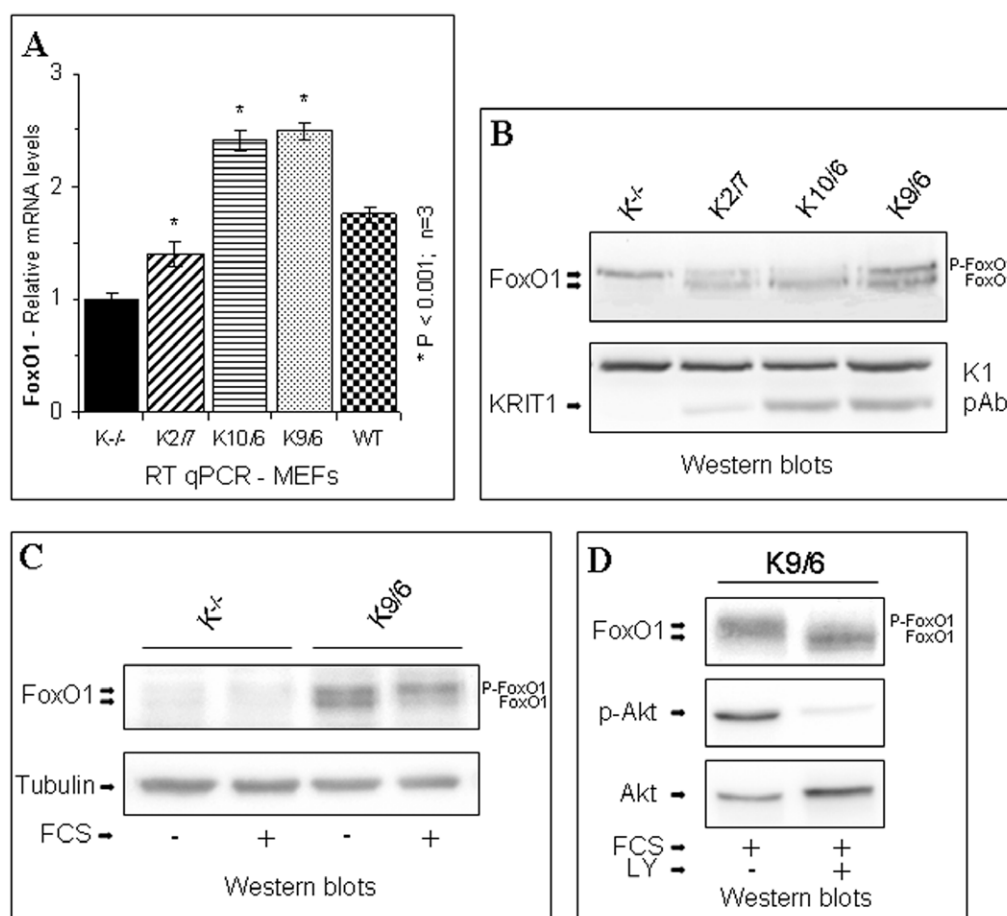 A
FoxO1 - Relative mRNA levels
3
2
1
0
*
*
*
* P < 0.001; n=3
K-/- K2/7 K10/6 K9/6 WT
RT qPCR - MEFs
B
K-/- K2/7 K10/6 K9/6
FoxO1
P-FoxO
FoxO
KRIT1
K1
pAb
Western blots
C
K-/- K9/6
FoxO1
P-FoxO1
FoxO1
Tubulin
FCS - + - +
Western blots
D
K9/6
FoxO1
P-FoxO1
FoxO1
p-Akt
Akt
FCS + +
LY - +
Western blots